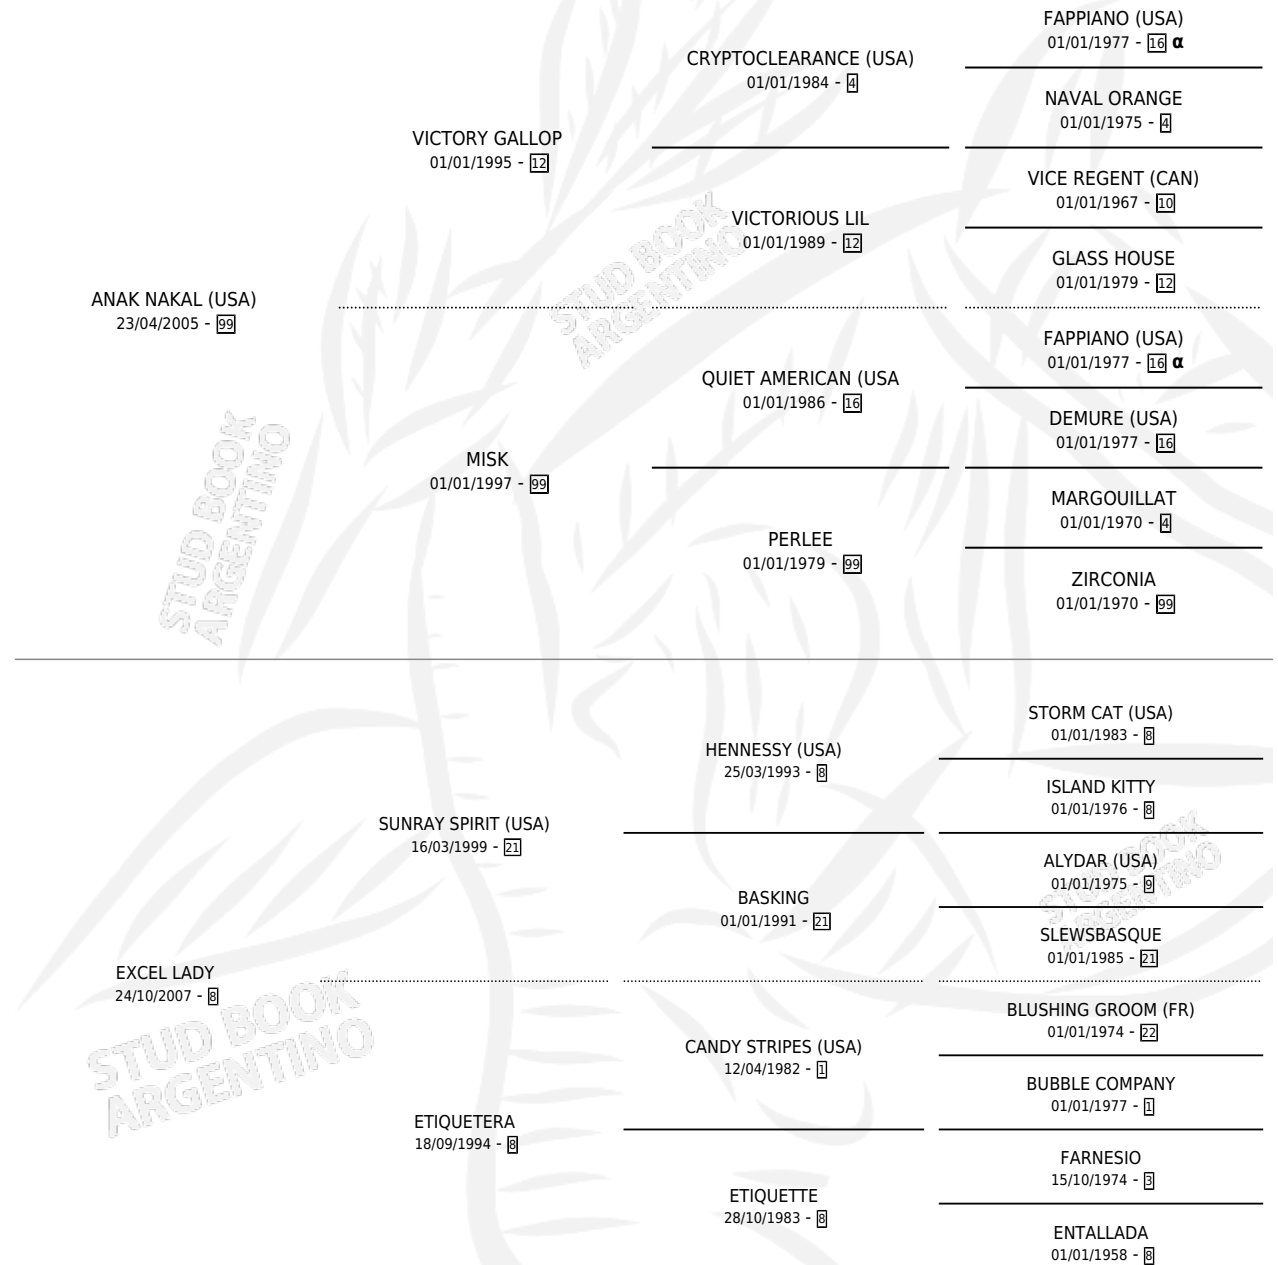 FAPPIANO (USA)
01/01/1977 - 16 α
CRYPTOCLEARANCE (USA)
01/01/1984 - 4
NAVAL ORANGE
01/01/1975 - 4
VICTORY GALLOP
01/01/1995 - 12
VICE REGENT (CAN)
01/01/1967 - 10
VICTORIOUS LIL
01/01/1989 - 12
GLASS HOUSE
01/01/1979 - 12
ANAK NAKAL (USA)
23/04/2005 - 99
FAPPIANO (USA)
01/01/1977 - 16 α
QUIET AMERICAN (USA
01/01/1986 - 16
DEMURE (USA)
01/01/1977 - 16
MISK
01/01/1997 - 99
MARGOUILLAT
01/01/1970 - 4
PERLEE
01/01/1979 - 99
ZIRCONIA
01/01/1970 - 99
STORM CAT (USA)
01/01/1983 - 8
HENNESSY (USA)
25/03/1993 - 8
ISLAND KITTY
01/01/1976 - 8
SUNRAY SPIRIT (USA)
16/03/1999 - 21
ALYDAR (USA)
01/01/1975 - 9
BASKING
01/01/1991 - 21
SLEWSBASQUE
01/01/1985 - 21
EXCEL LADY
24/10/2007 - 8
BLUSHING GROOM (FR)
01/01/1974 - 22
CANDY STRIPES (USA)
12/04/1982 - 1
BUBBLE COMPANY
01/01/1977 - 1
ETIQUETERA
18/09/1994 - 8
FARNESIO
15/10/1974 - 3
ETIQUETTE
28/10/1983 - 8
ENTALLADA
01/01/1958 - 8
STUD BOOK
ARGENTINO
STUD BOOK
ARGENTINO
STUD BOOK
ARGENTINO
STUD BOOK
ARGENTINO